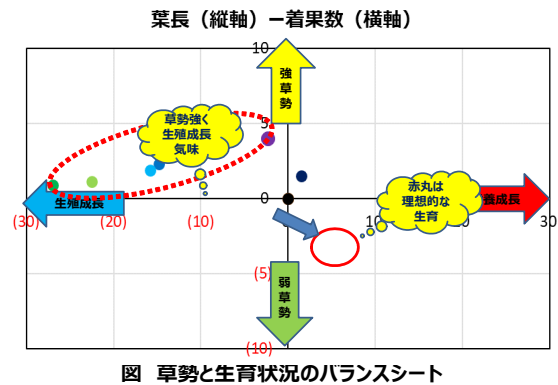 葉長（縦軸）ー着果数（横軸）
10
強草勢
草勢強く
生殖成長
気味
5
0
生殖成長
赤丸は
理想的な
生育
養成長
(30)
(20)
(10)
0
10
20
30
(5)
弱草勢
(10)
図 草勢と生育状況のバランスシート